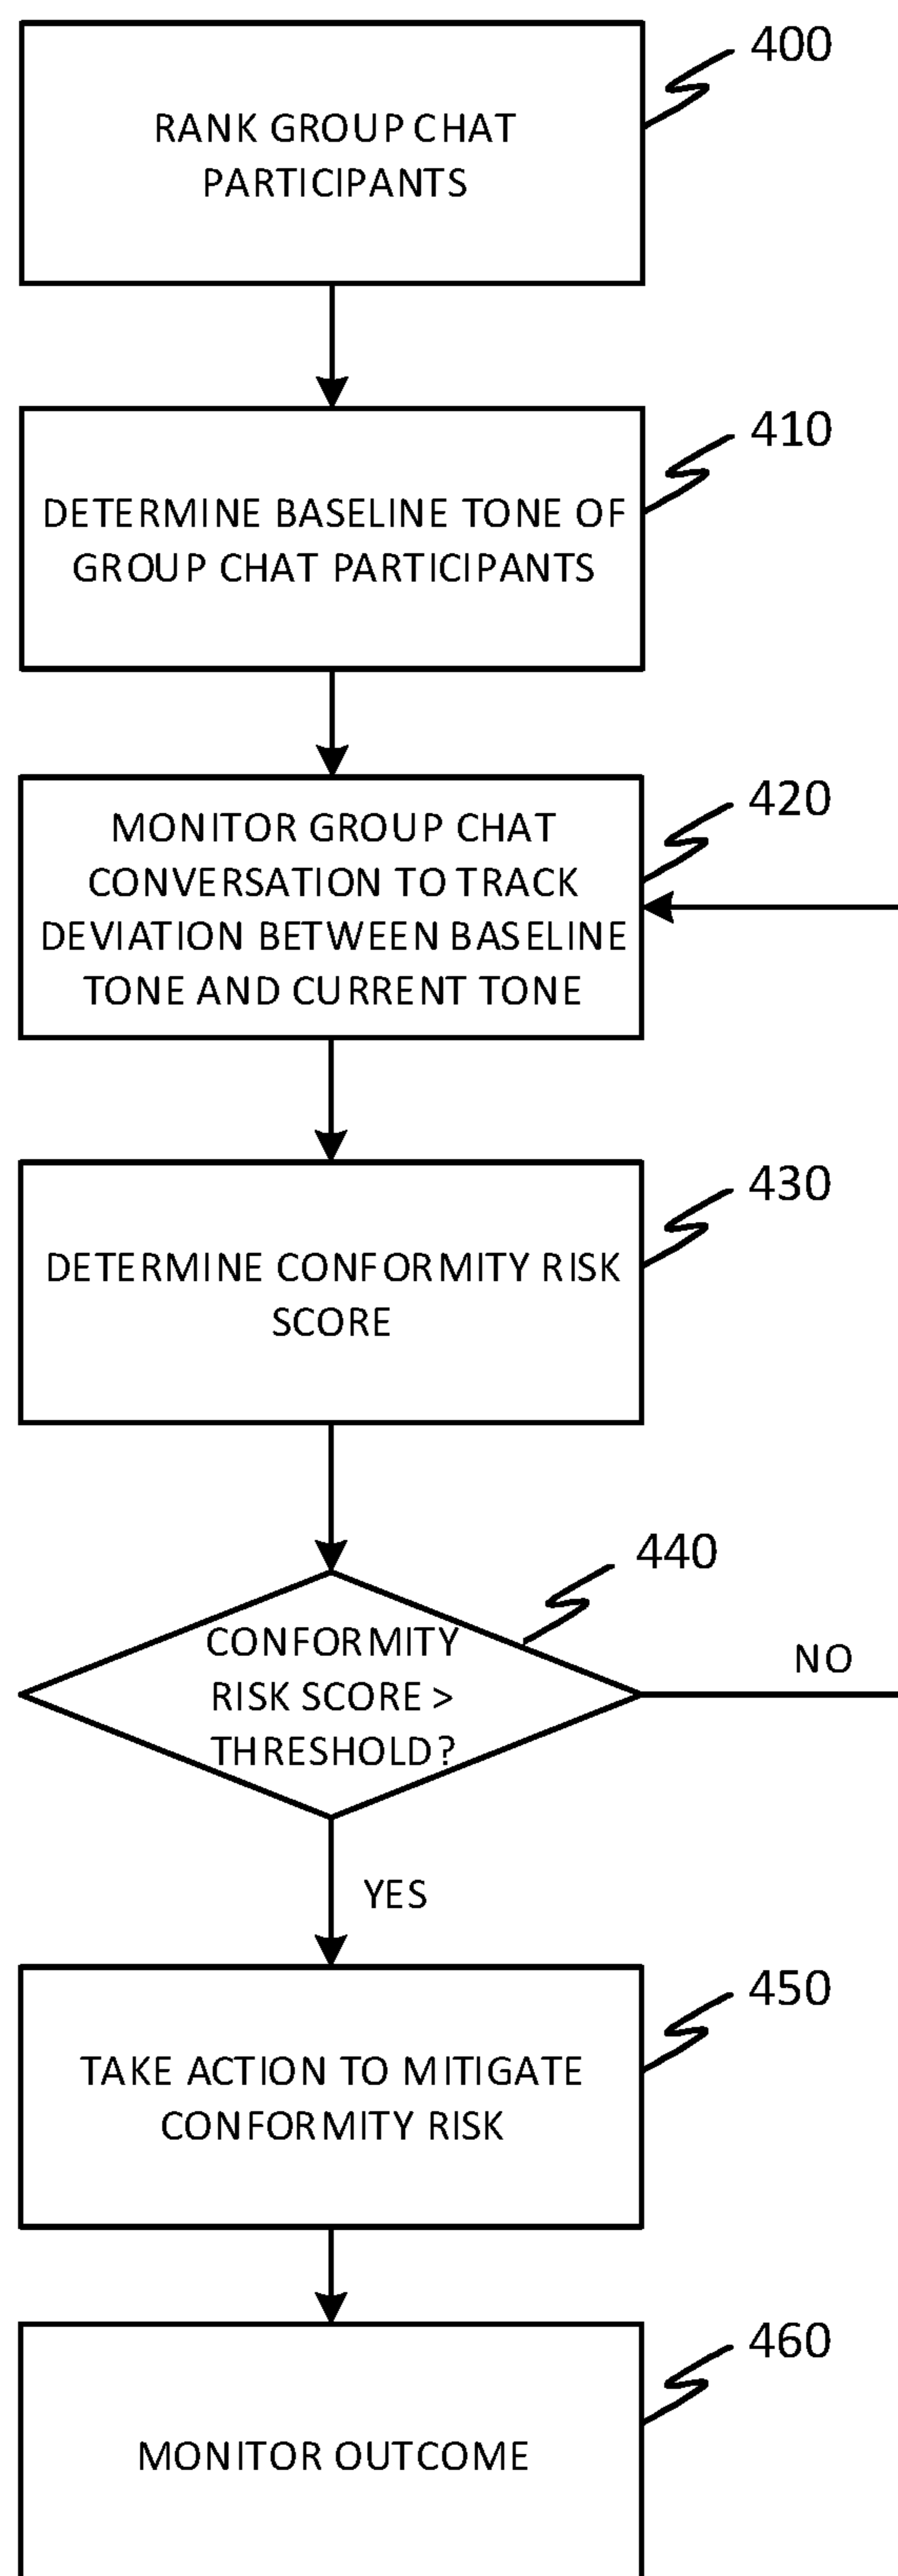 400
RANK GROUP CHAT
PARTICIPANTS
410
DETERMINE BASELINE TONE OF
GROUP CHAT PARTICIPANTS
420
MONITOR GROUP CHAT
CONVERSATION TO TRACK
DEVIATION BETWEEN BASELINE
TONE AND CURRENT TONE
430
DETERMINE CONFORMITY RISK
SCORE
440
CONFORMITY
RISK SCORE >
THRESHOLD?
NO
YES
450
TAKE ACTION TO MITIGATE
CONFORMITY RISK
460
MONITOR OUTCOME